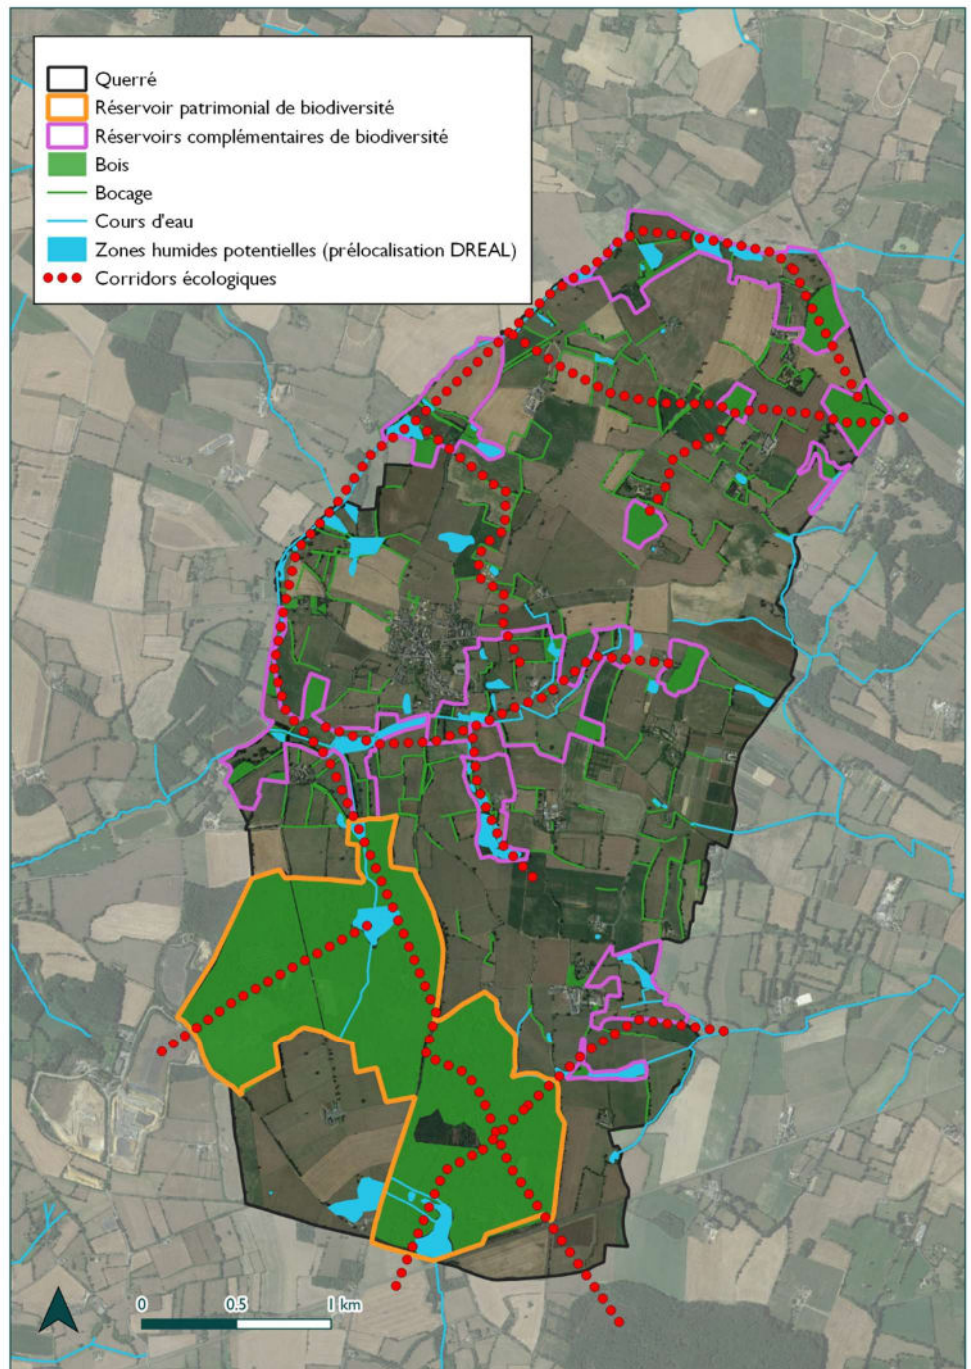 Querré
Réservoir patrimonial de biodiversité
Réservoirs complémentaires de biodiversité
Bois
Bocage
Cours d'eau
Zones humides potentielles (prélocalisation DREAL)
Corridors écologiques
0 0.5 1 km